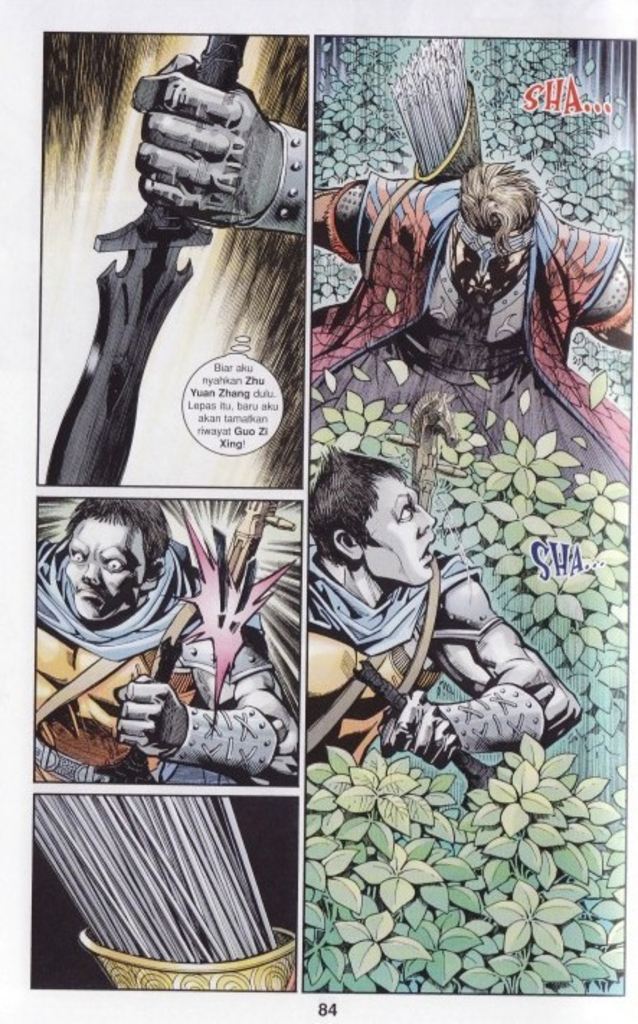 Biar aku
nyahkan Zhu
Yuan Zhang dulu.
Lepas itu, baru aku
akan tamatkan
riwayat Guo Zi
Xing!
SHA...
SHA...
84